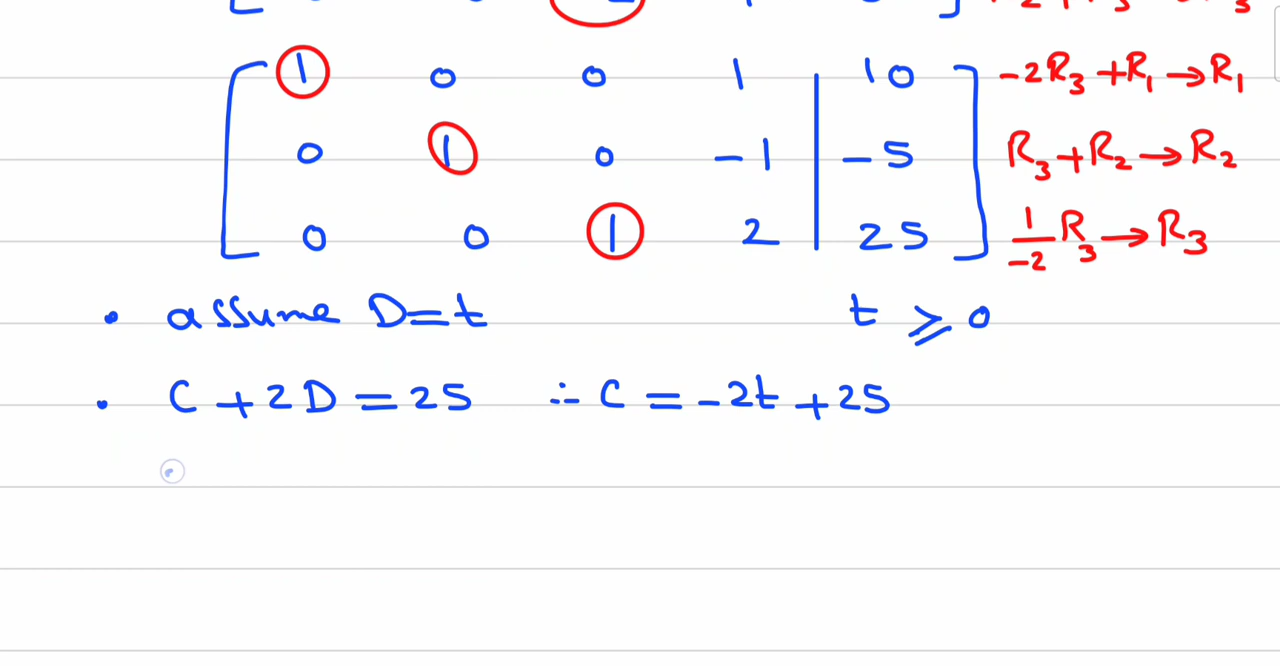 1 0 0 1 | 10 -2R₃ + R₁ → R₁
0 1 0 -1 | -5 R₃ + R₂ → R₂
0 0 1 2 | 25 1/-2 R₃ → R₃
• assume D = t t ⩾ 0
• C + 2D = 25 ∴ C = -2t + 25